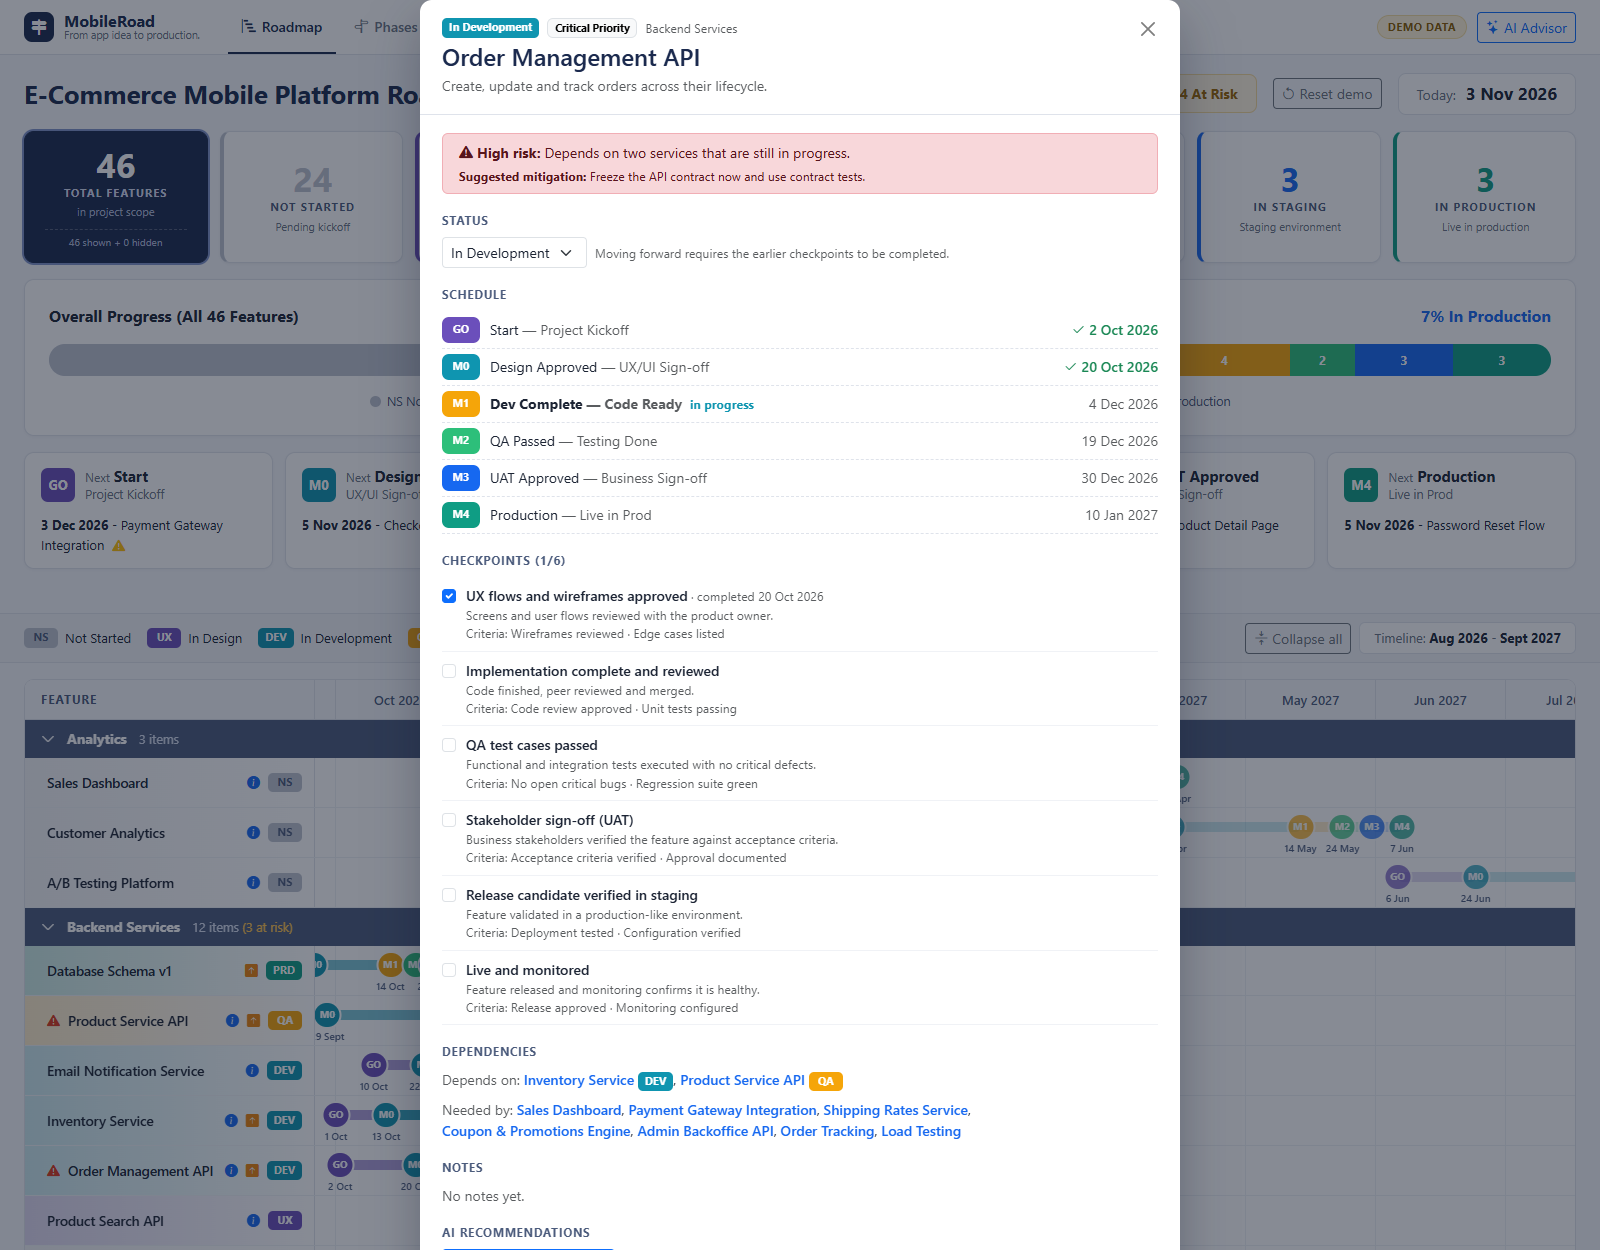 MobileRoad
From app idea to production.
Roadmap
Phases
DEMO DATA
AI Advisor
E-Commerce Mobile Platform
4 At Risk
Reset demo
Today: 3 Nov 2026
46
TOTAL FEATURES
in project scope
46 shown + 0 hidden
24
NOT STARTED
Pending kickoff
3
IN STAGING
Staging environment
3
IN PRODUCTION
Live in production
Overall Progress (All 46 Features)
7% In Production
4
2
3
3
NS
GO
Next Start
Project Kickoff
3 Dec 2026 - Payment Gateway
Integration
M0
Next
UX/UI
5 Nov 2026 -
Approved
Sign-off
Detail Page
M4
Next Production
Live in Prod
5 Nov 2026 - Password Reset Flow
NS Not Started
UX In Design
DEV In Development
Collapse all
Timeline: Aug 2026 - Sept 2027
FEATURE
2027
May 2027
Jun 2027
Analytics 3 items
Sales Dashboard
NS
Customer Analytics
NS
M1
M2
M3
M4
14 May
24 May
7 Jun
A/B Testing Platform
NS
GO
M0
6 Jun
24 Jun
Backend Services 12 items (3 at risk)
Database Schema v1
PRD
M1
14 Oct
Product Service API
QA
M0
9 Sept
Email Notification Service
DEV
GO
10 Oct
Inventory Service
DEV
GO
M0
1 Oct
13 Oct
Order Management API
DEV
GO
2 Oct
Product Search API
UX
In Development
Critical Priority
Backend Services
Order Management API
Create, update and track orders across their lifecycle.
High risk: Depends on two services that are still in progress.
Suggested mitigation: Freeze the API contract now and use contract tests.
STATUS
In Development
Moving forward requires the earlier checkpoints to be completed.
SCHEDULE
GO Start — Project Kickoff ✓ 2 Oct 2026
M0 Design Approved — UX/UI Sign-off ✓ 20 Oct 2026
M1 Dev Complete — Code Ready in progress 4 Dec 2026
M2 QA Passed — Testing Done 19 Dec 2026
M3 UAT Approved — Business Sign-off 30 Dec 2026
M4 Production — Live in Prod 10 Jan 2027
CHECKPOINTS (1/6)
UX flows and wireframes approved · completed 20 Oct 2026
Screens and user flows reviewed with the product owner.
Criteria: Wireframes reviewed · Edge cases listed
Implementation complete and reviewed
Code finished, peer reviewed and merged.
Criteria: Code review approved · Unit tests passing
QA test cases passed
Functional and integration tests executed with no critical defects.
Criteria: No open critical bugs · Regression suite green
Stakeholder sign-off (UAT)
Business stakeholders verified the feature against acceptance criteria.
Criteria: Acceptance criteria verified · Approval documented
Release candidate verified in staging
Feature validated in a production-like environment.
Criteria: Deployment tested · Configuration verified
Live and monitored
Feature released and monitoring confirms it is healthy.
Criteria: Release approved · Monitoring configured
DEPENDENCIES
Depends on: Inventory Service DEV, Product Service API QA
Needed by: Sales Dashboard, Payment Gateway Integration, Shipping Rates Service,
Coupon & Promotions Engine, Admin Backoffice API, Order Tracking, Load Testing
NOTES
No notes yet.
AI RECOMMENDATIONS